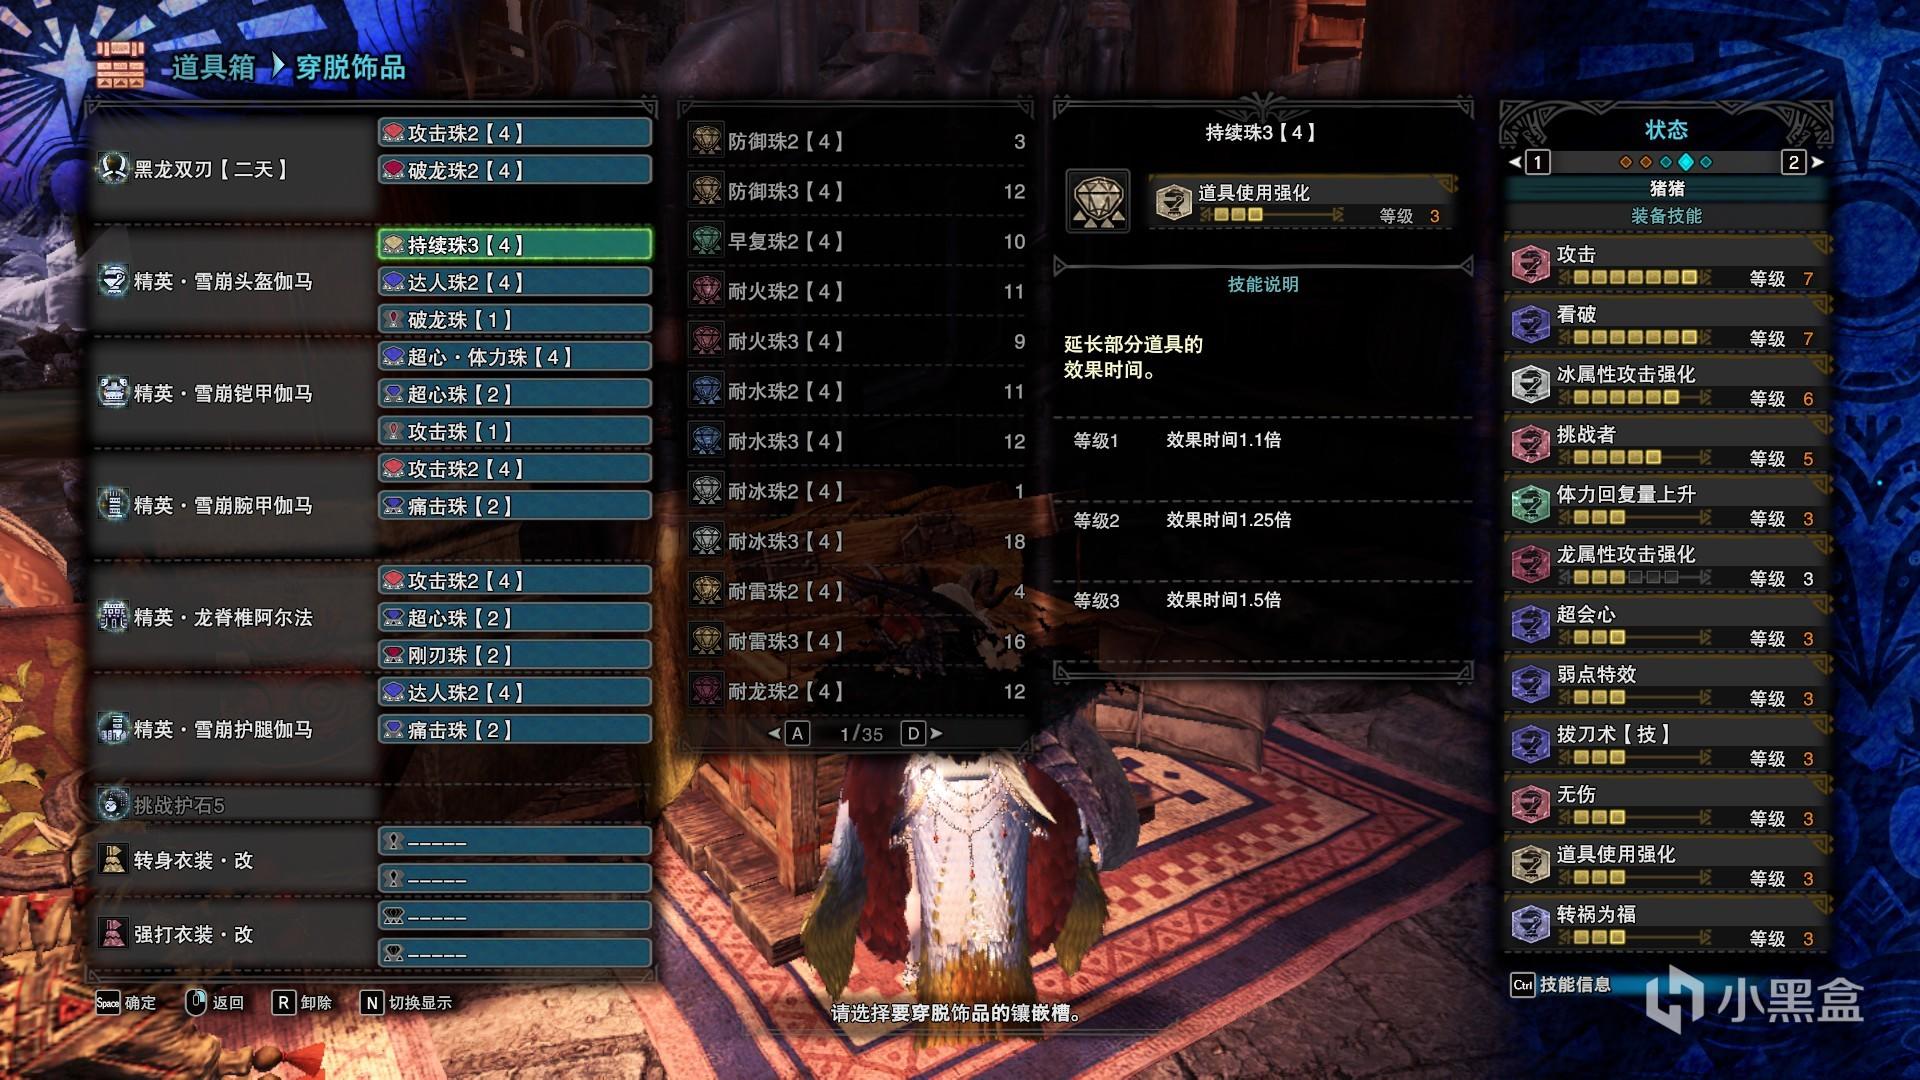 道具箱 穿脱饰品
黑龙双刃【二天】
攻击珠2【4】
破龙珠2【4】
精英・雪崩头盔伽马
持续珠3【4】
达人珠2【4】
破龙珠【1】
精英・雪崩铠甲伽马
超心・体力珠【4】
超心珠【2】
攻击珠【1】
精英・雪崩腕甲伽马
攻击珠2【4】
痛击珠【2】
精英・龙脊椎阿尔法
攻击珠2【4】
超心珠【2】
刚刃珠【2】
精英・雪崩护腿伽马
达人珠2【4】
痛击珠【2】
挑战护石5
转身衣装・改
-----
-----
强打衣装・改
-----
-----
防御珠2【4】 3
防御珠3【4】 12
早复珠2【4】 10
耐火珠2【4】 11
耐火珠3【4】 9
耐水珠2【4】 11
耐水珠3【4】 12
耐冰珠2【4】 1
耐冰珠3【4】 18
耐雷珠2【4】 4
耐雷珠3【4】 16
耐龙珠2【4】 12
A 1/35 D
持续珠3【4】
道具使用强化
等级 3
技能说明
延长部分道具的
效果时间。
等级1 效果时间1.1倍
等级2 效果时间1.25倍
等级3 效果时间1.5倍
状态
1 2
猪猪
装备技能
攻击
等级 7
看破
等级 7
冰属性攻击强化
等级 6
挑战者
等级 5
体力回复量上升
等级 3
龙属性攻击强化
等级 3
超会心
等级 3
弱点特效
等级 3
拔刀术【技】
等级 3
无伤
等级 3
道具使用强化
等级 3
转祸为福
等级 3
Ctrl 技能信息
Space 确定 返回 R 卸除 N 切换显示
请选择要穿脱饰品的镶嵌槽。
小黑盒